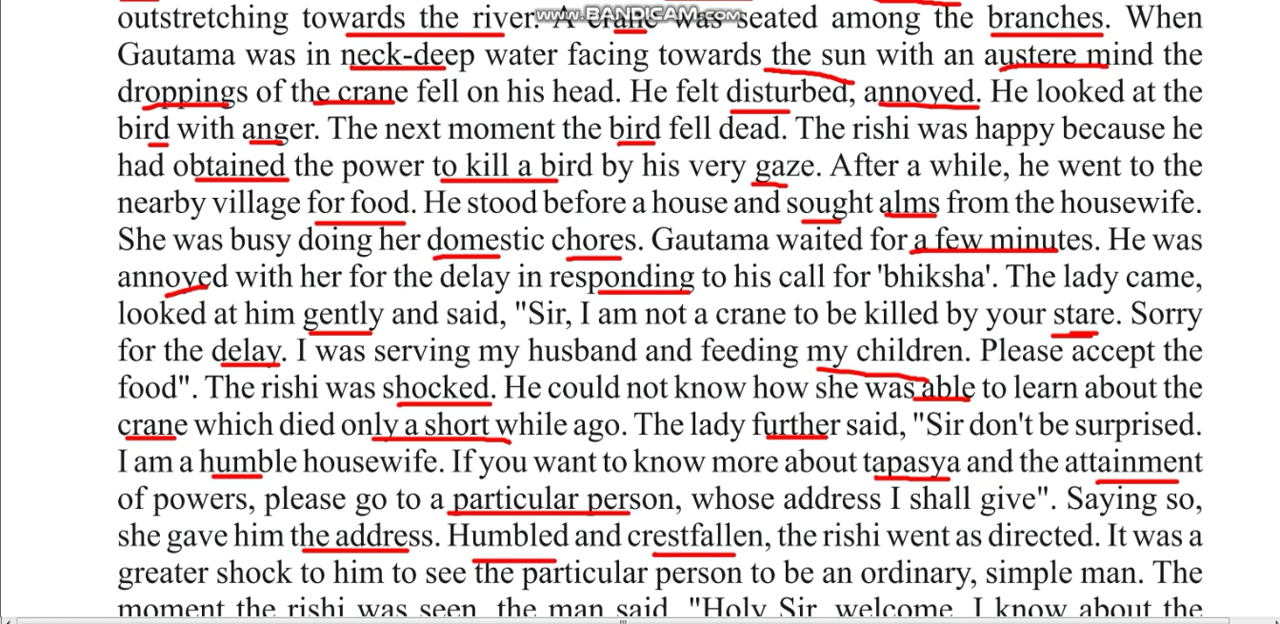 outstretching towards the river. A crane was seated among the branches. When
www.BANDICAM.com
Gautama was in neck-deep water facing towards the sun with an austere mind the
droppings of the crane fell on his head. He felt disturbed, annoyed. He looked at the
bird with anger. The next moment the bird fell dead. The rishi was happy because he
had obtained the power to kill a bird by his very gaze. After a while, he went to the
nearby village for food. He stood before a house and sought alms from the housewife.
She was busy doing her domestic chores. Gautama waited for a few minutes. He was
annoyed with her for the delay in responding to his call for 'bhiksha'. The lady came,
looked at him gently and said, "Sir, I am not a crane to be killed by your stare. Sorry
for the delay. I was serving my husband and feeding my children. Please accept the
food". The rishi was shocked. He could not know how she was able to learn about the
crane which died only a short while ago. The lady further said, "Sir don't be surprised.
I am a humble housewife. If you want to know more about tapasya and the attainment
of powers, please go to a particular person, whose address I shall give". Saying so,
she gave him the address. Humbled and crestfallen, the rishi went as directed. It was a
greater shock to him to see the particular person to be an ordinary, simple man. The
moment the rishi was seen, the man said, "Holy Sir, welcome. I know about the